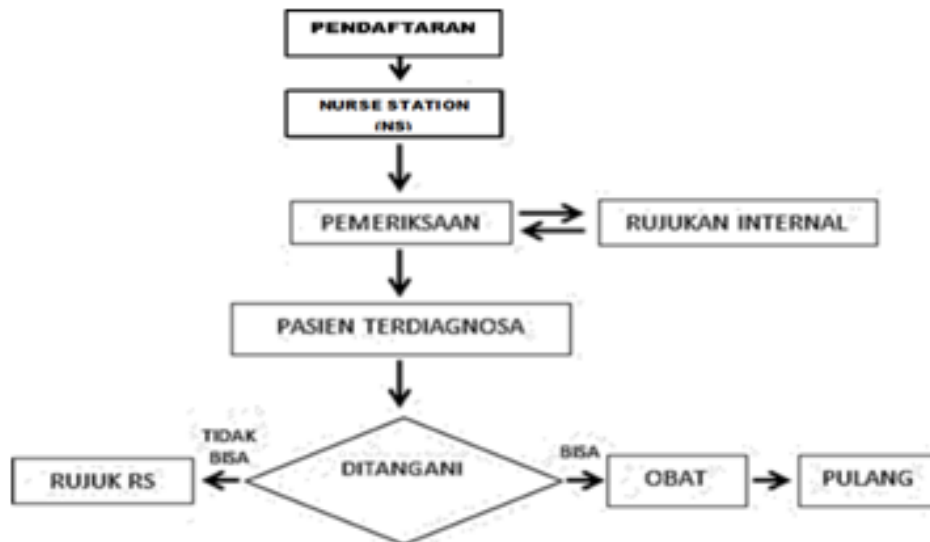 PENDAFTARAN
NURSE STATION
(NS)
PEMERIKSAAN
RUJUKAN INTERNAL
PASIEN TERDIAGNOSA
TIDAK
BISA
DITANGANI
BISA
RUJUK RS
OBAT
PULANG